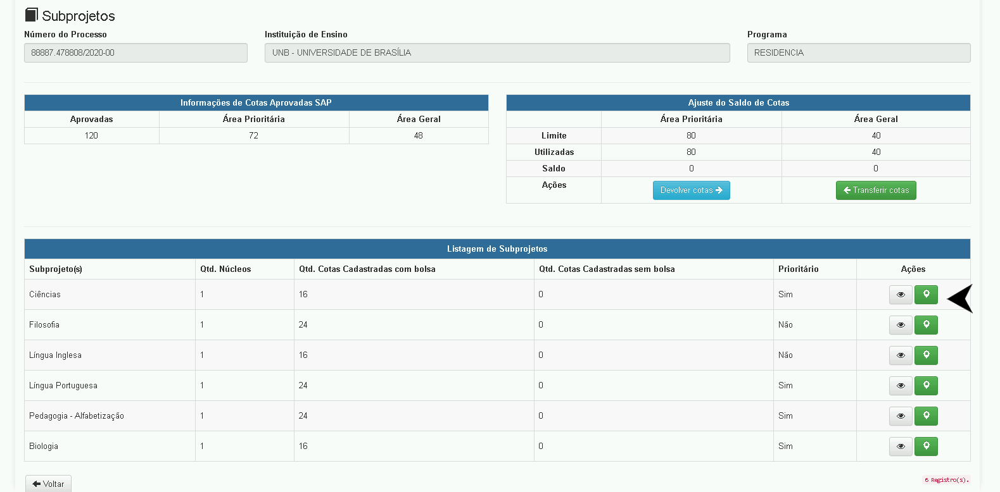 Subprojetos
Número do Processo Instituição de Ensino Programa
88887.478808/2020-00 UNB - UNIVERSIDADE DE BRASÍLIA RESIDENCIA
Informações de Cotas Aprovadas SAP
Aprovadas Área Prioritária Área Geral
120 72 48
Ajuste do Saldo de Cotas
Área Prioritária Área Geral
Limite 80 40
Utilizadas 80 40
Saldo 0 0
Ações Devolver cotas Transferir cotas
Listagem de Subprojetos
Subprojeto(s) Qtd. Núcleos Qtd. Cotas Cadastradas com bolsa Qtd. Cotas Cadastradas sem bolsa Prioritário Ações
Ciências 1 16 0 Sim
Filosofia 1 24 0 Não
Língua Inglesa 1 16 0 Não
Língua Portuguesa 1 24 0 Sim
Pedagogia - Alfabetização 1 24 0 Sim
Biologia 1 16 0 Sim
Voltar 6 Registro(s).